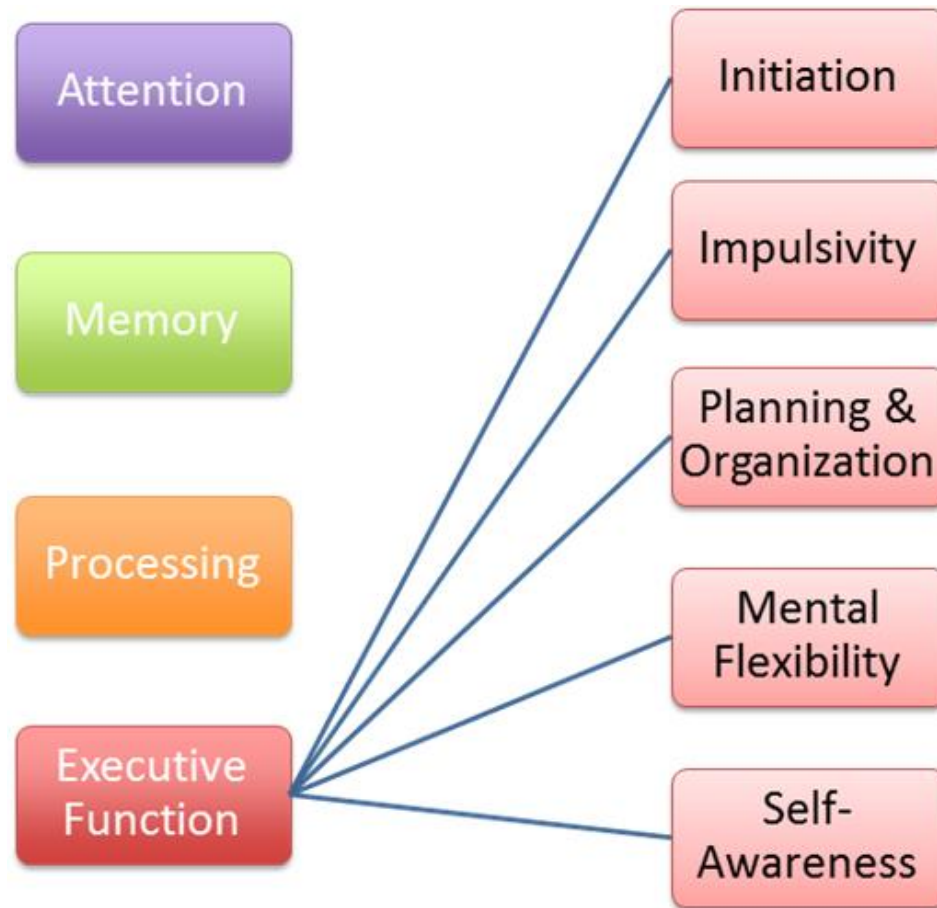 Attention
Memory
Processing
Executive
Function
Initiation
Impulsivity
Planning &
Organization
Mental
Flexibility
Self-
Awareness